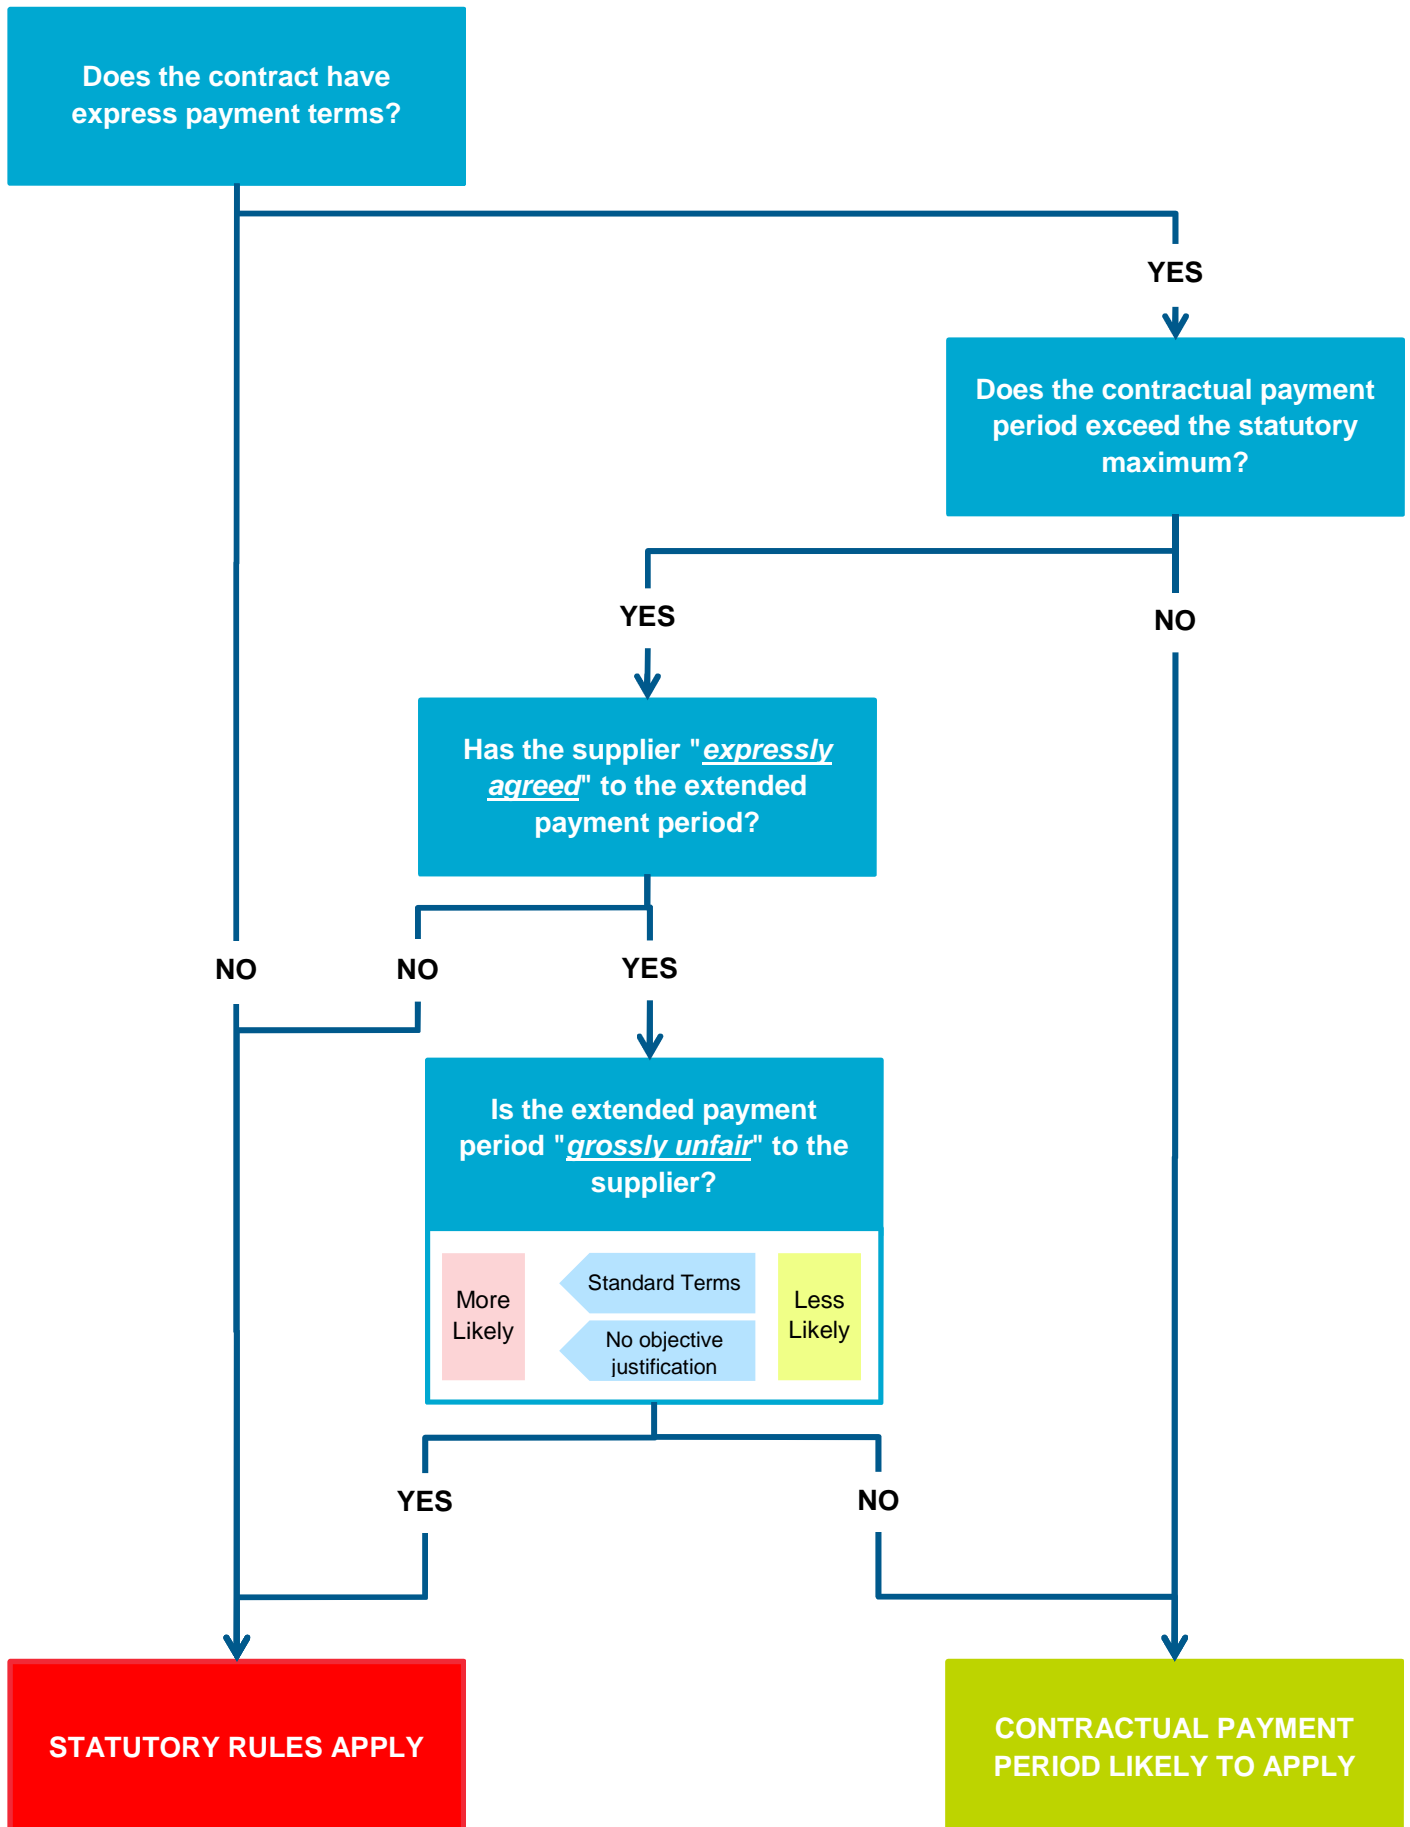 Does the contract have
express payment terms?
YES
Does the contractual payment
period exceed the statutory
maximum?
YES
NO
Has the supplier "expressly
agreed" to the extended
payment period?
NO
NO
YES
Is the extended payment
period "grossly unfair" to the
supplier?
More
Likely
Standard Terms
No objective
justification
Less
Likely
YES
NO
STATUTORY RULES APPLY
CONTRACTUAL PAYMENT
PERIOD LIKELY TO APPLY